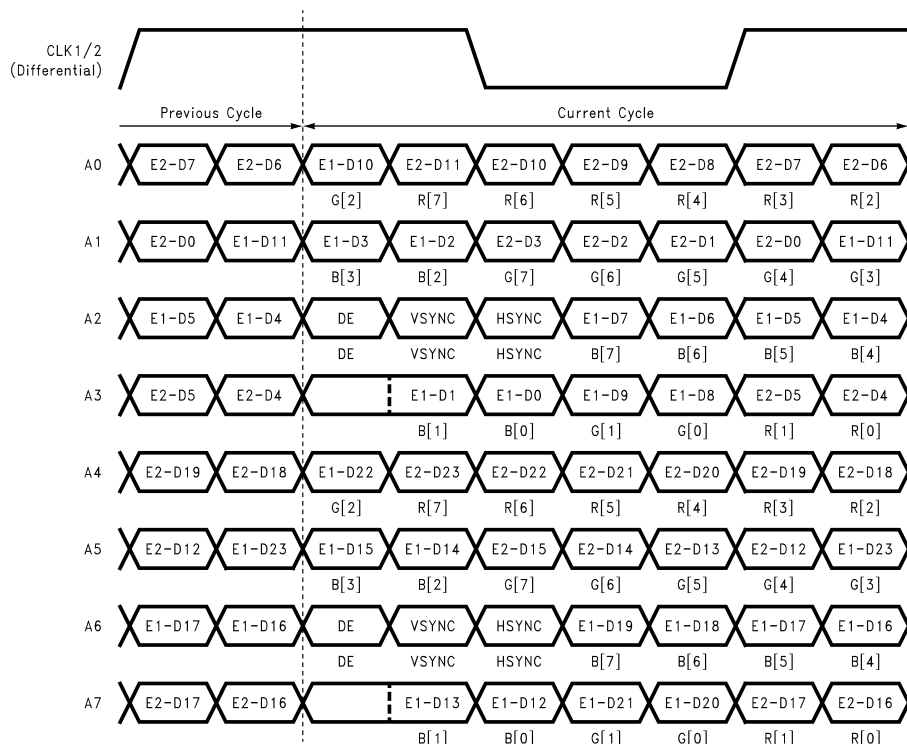 CLK1/2
(Differential)
Previous Cycle Current Cycle
A0 E2-D7 E2-D6 E1-D10 E2-D11 E2-D10 E2-D9 E2-D8 E2-D7 E2-D6
G[2] R[7] R[6] R[5] R[4] R[3] R[2]
A1 E2-D0 E1-D11 E1-D3 E1-D2 E2-D3 E2-D2 E2-D1 E2-D0 E1-D11
B[3] B[2] G[7] G[6] G[5] G[4] G[3]
A2 E1-D5 E1-D4 DE VSYNC HSYNC E1-D7 E1-D6 E1-D5 E1-D4
DE VSYNC HSYNC B[7] B[6] B[5] B[4]
A3 E2-D5 E2-D4 E1-D1 E1-D0 E1-D9 E1-D8 E2-D5 E2-D4
B[1] B[0] G[1] G[0] R[1] R[0]
A4 E2-D19 E2-D18 E1-D22 E2-D23 E2-D22 E2-D21 E2-D20 E2-D19 E2-D18
G[2] R[7] R[6] R[5] R[4] R[3] R[2]
A5 E2-D12 E1-D23 E1-D15 E1-D14 E2-D15 E2-D14 E2-D13 E2-D12 E1-D23
B[3] B[2] G[7] G[6] G[5] G[4] G[3]
A6 E1-D17 E1-D16 DE VSYNC HSYNC E1-D19 E1-D18 E1-D17 E1-D16
DE VSYNC HSYNC B[7] B[6] B[5] B[4]
A7 E2-D17 E2-D16 E1-D13 E1-D12 E1-D21 E1-D20 E2-D17 E2-D16
B[1] B[0] G[1] G[0] R[1] R[0]